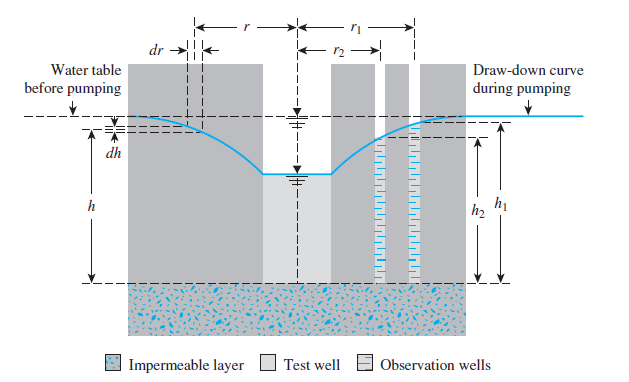 r
r₁
dr
r₂
Water table
before pumping
Draw-down curve
during pumping
dh
h
h₂
h₁
Impermeable layer
Test well
Observation wells